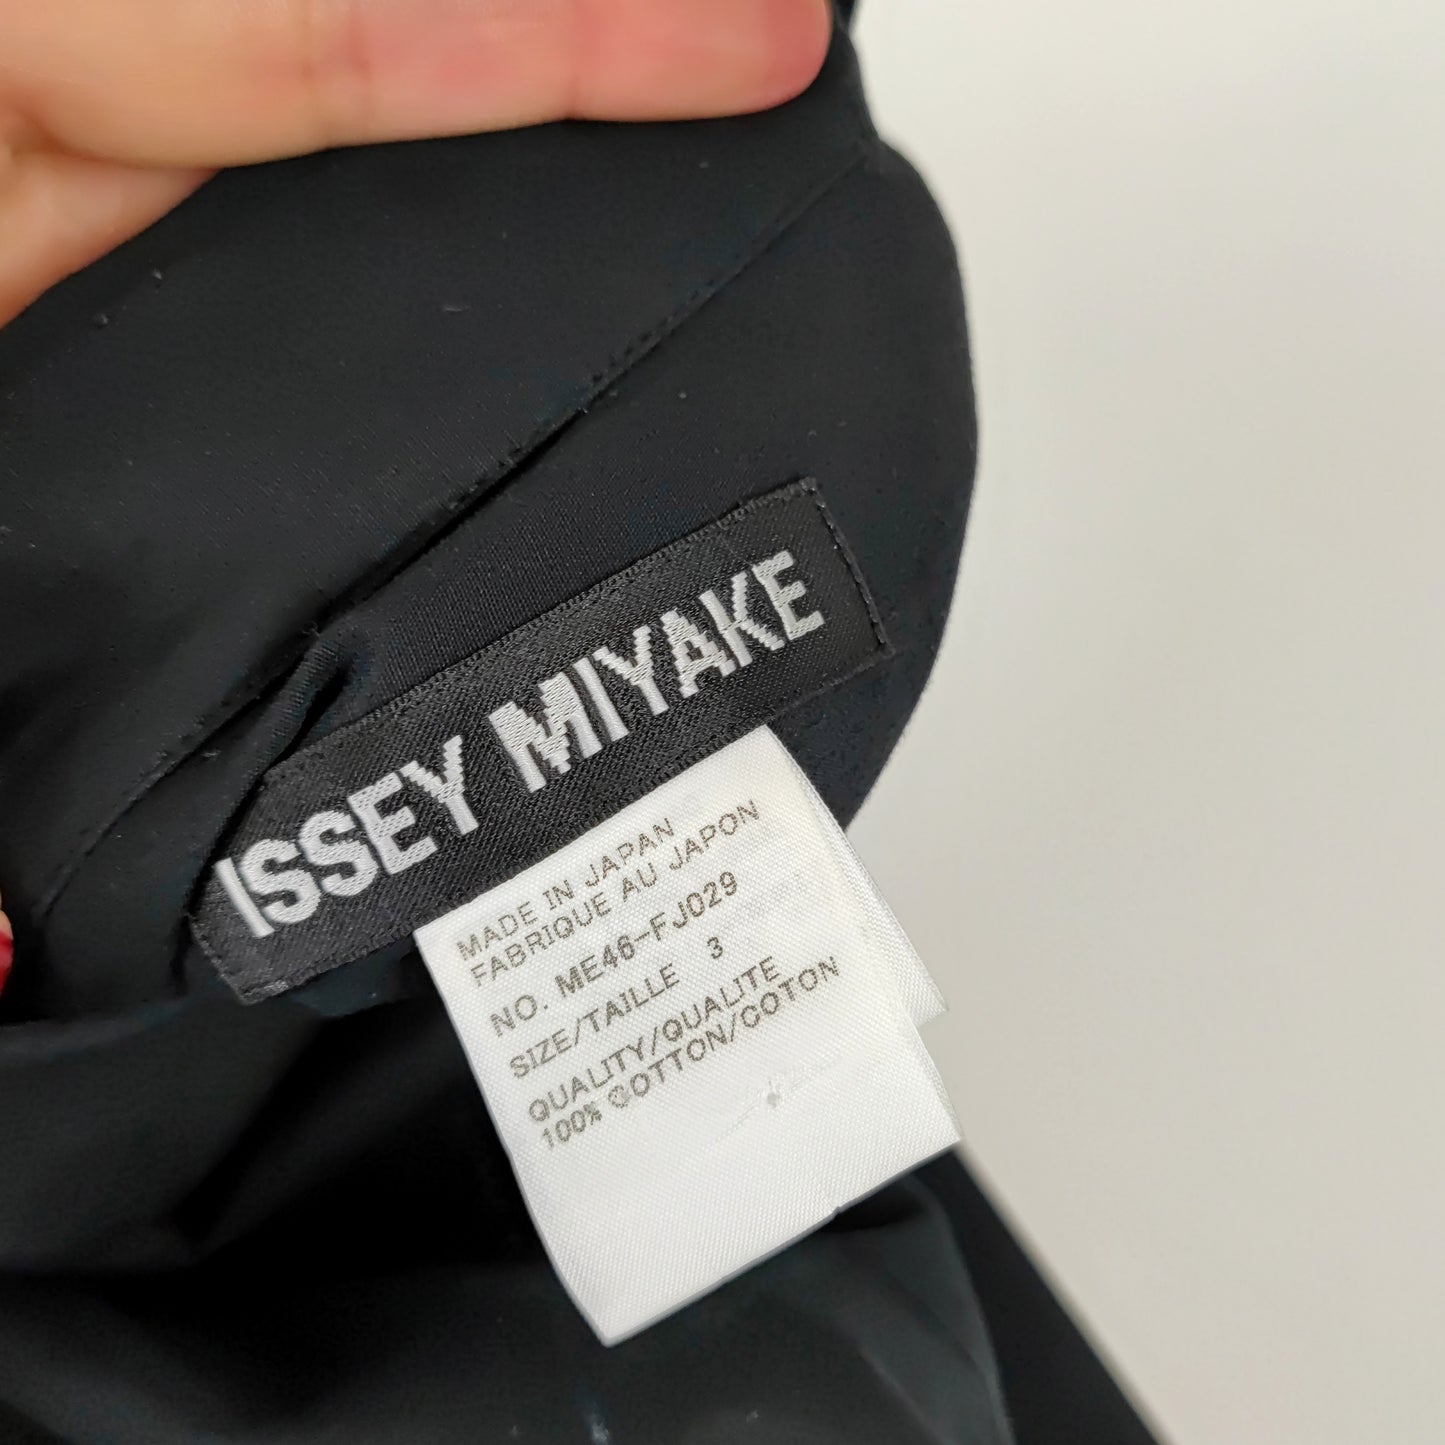 ISSEY MIYAKE
MADE IN JAPAN
FABRIQUE AU JAPON
NO. ME46-FJ029
SIZE/TAILLE 3
QUALITY/QUALITE
100% COTTON/COTON